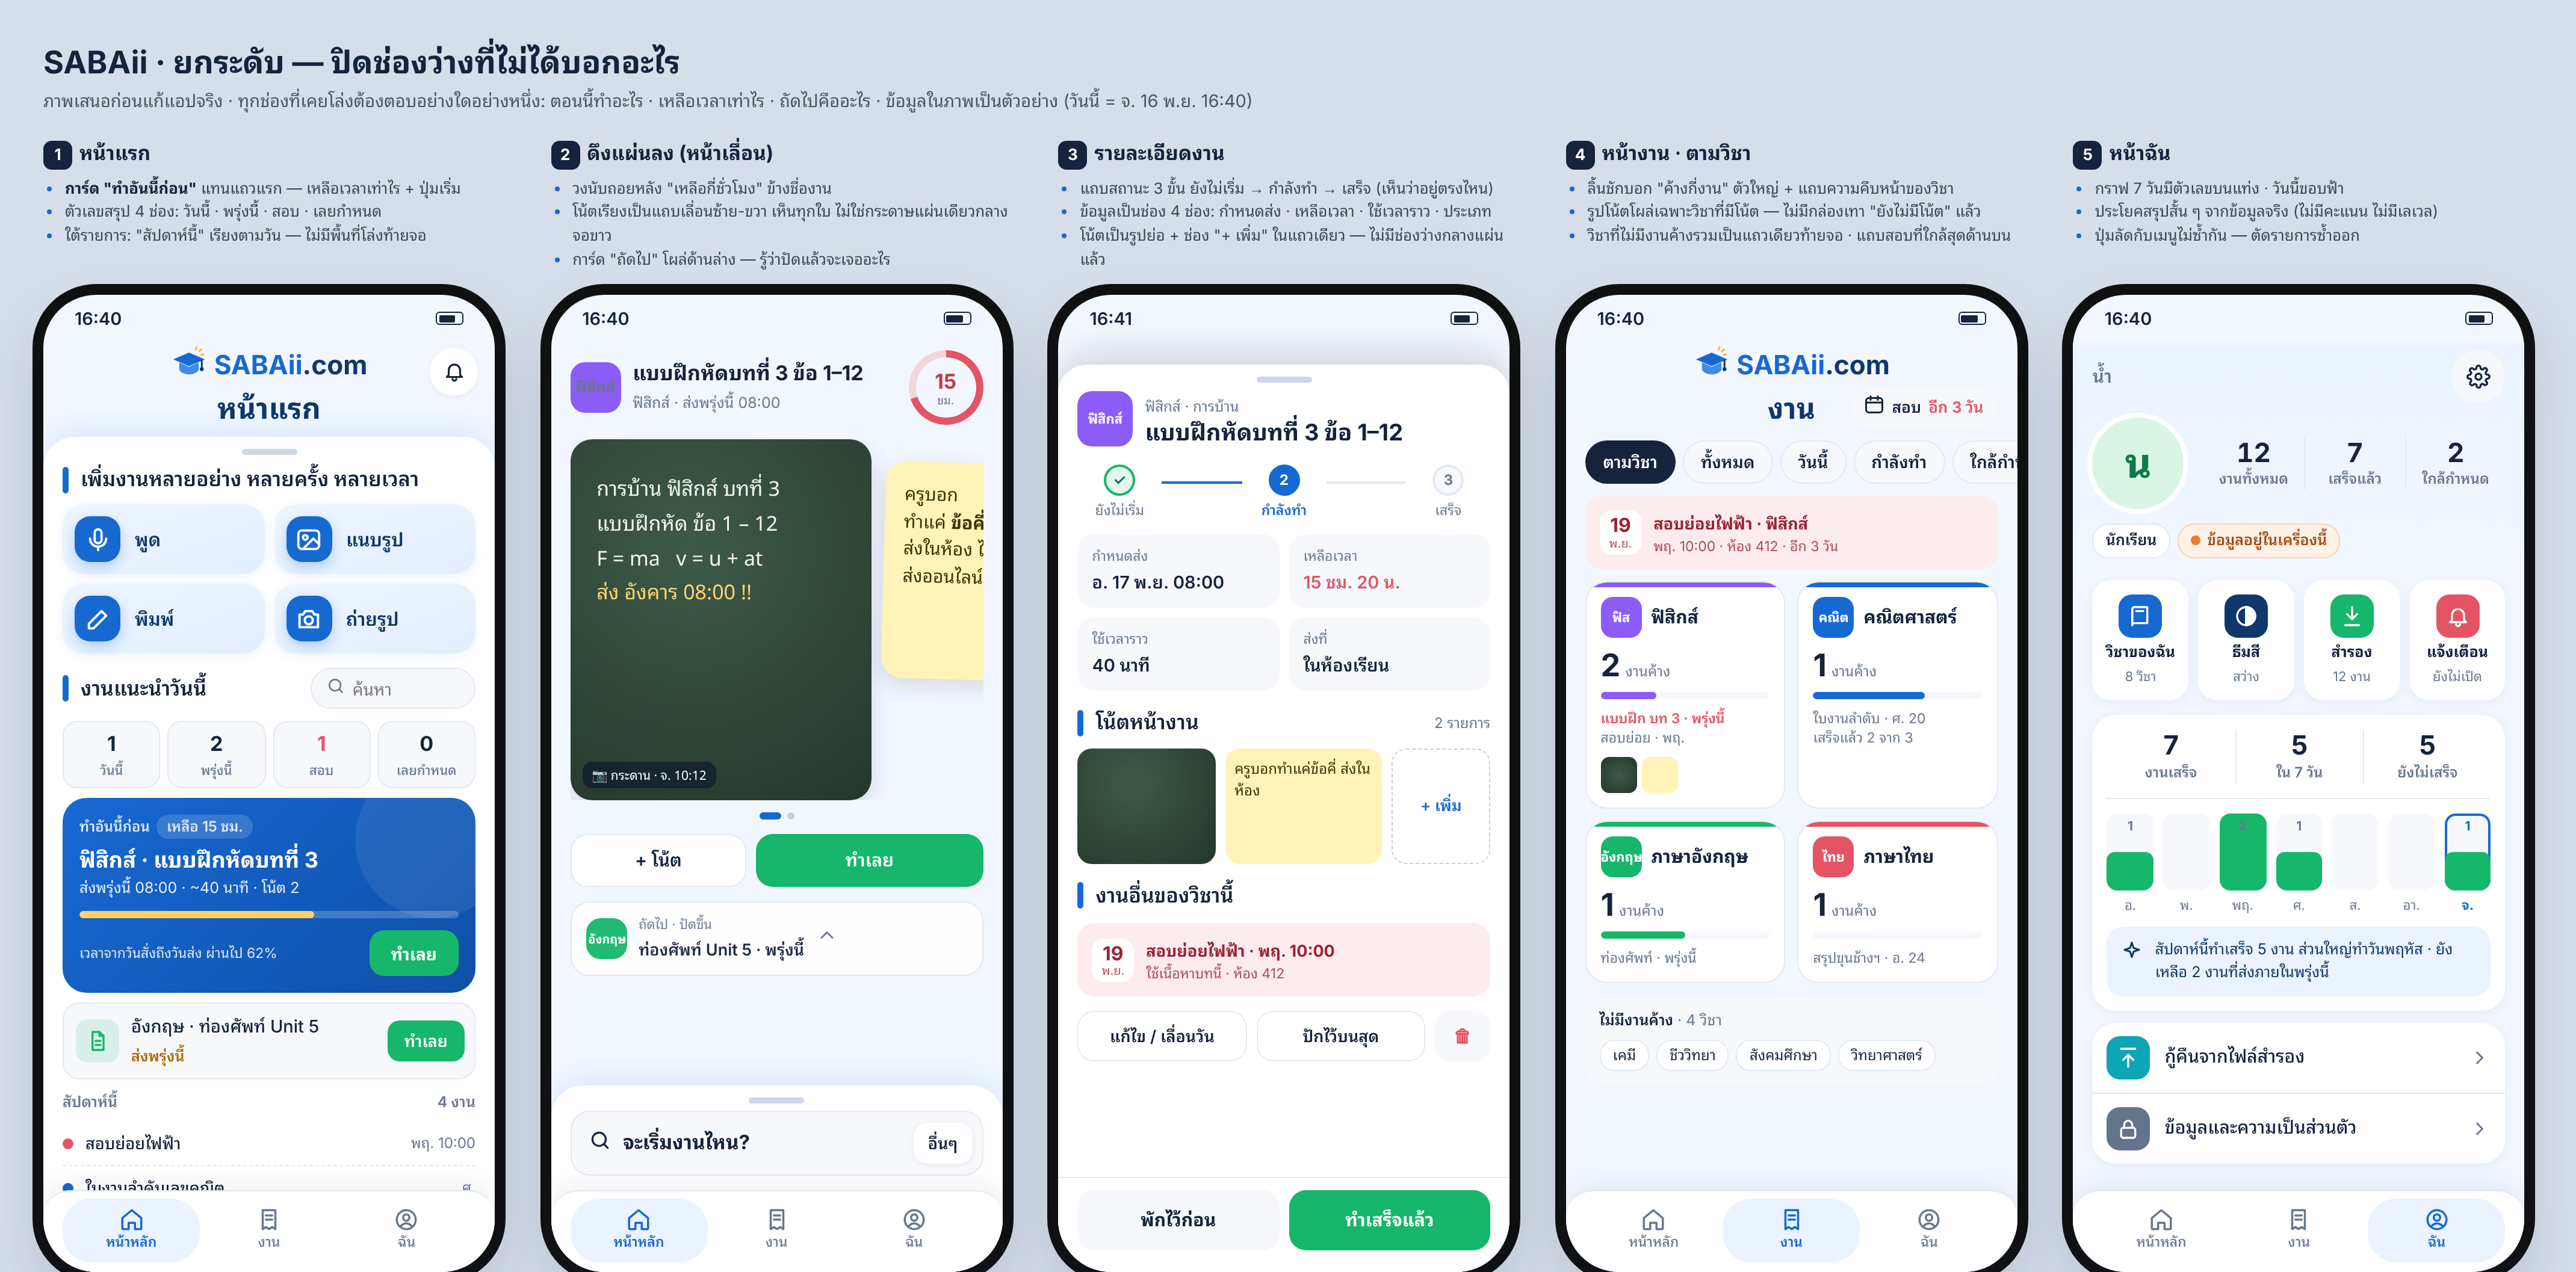 SABAii · ยกระดับ — ปิดช่องว่างที่ไม่ได้บอกอะไร
ภาพเสนอก่อนแก้แอปจริง · ทุกช่องที่เคยโล่งต้องตอบอย่างใดอย่างหนึ่ง: ตอนนี้ทำอะไร · เหลือเวลาเท่าไร · ถัดไปคืออะไร · ข้อมูลในภาพเป็นตัวอย่าง (วันนี้ = จ. 16 พ.ย. 16:40)
1 หน้าแรก
• การ์ด "ทำอันนี้ก่อน" แทนแถวแรก — เหลือเวลาเท่าไร + ปุ่มเริ่ม
• ตัวเลขสรุป 4 ช่อง: วันนี้ · พรุ่งนี้ · สอบ · เลยกำหนด
• ใต้รายการ: "สัปดาห์นี้" เรียงตามวัน — ไม่มีพื้นที่โล่งท้ายจอ
16:40
SABAii.com
หน้าแรก
เพิ่มงานหลายอย่าง หลายครั้ง หลายเวลา
พูด
แนบรูป
พิมพ์
ถ่ายรูป
งานแนะนำวันนี้
ค้นหา
1 2 1 0
วันนี้ พรุ่งนี้ สอบ เลยกำหนด
ทำอันนี้ก่อน เหลือ 15 ชม.
ฟิสิกส์ · แบบฝึกหัดบทที่ 3
ส่งพรุ่งนี้ 08:00 · ~40 นาที · โน้ต 2
เวลาจากวันสั่งถึงวันส่ง ผ่านไป 62%
ทำเลย
อังกฤษ · ท่องศัพท์ Unit 5
ส่งพรุ่งนี้
ทำเลย
สัปดาห์นี้ 4 งาน
สอบย่อยไฟฟ้า พฤ. 10:00
ใบงานลำดับเลขคณิต ศ.
หน้าหลัก งาน ฉัน
2 ดึงแผ่นลง (หน้าเลื่อน)
• วงนับถอยหลัง "เหลือกี่ชั่วโมง" ข้างชื่องาน
• โน้ตเรียงเป็นแถบเลื่อนซ้าย-ขวา เห็นทุกใบ ไม่ใช่กระดาษแผ่นเดียวกลาง
จอขาว
• การ์ด "ถัดไป" โผล่ด้านล่าง — รู้ว่าปัดแล้วจะเจออะไร
16:40
ฟิสิกส์
แบบฝึกหัดบทที่ 3 ข้อ 1–12
ฟิสิกส์ · ส่งพรุ่งนี้ 08:00
15
ชม.
การบ้าน ฟิสิกส์ บทที่ 3
แบบฝึกหัด ข้อ 1 – 12
F = ma v = u + at
ส่ง อังคาร 08:00 !!
📷 กระดาน · จ. 10:12
ครูบอก
ทำแค่ ข้อคี่
ส่งในห้อง
ส่งออนไลน์
+ โน้ต
ทำเลย
อังกฤษ
ถัดไป · ปัดขึ้น
ท่องศัพท์ Unit 5 · พรุ่งนี้
จะเริ่มงานไหน?
อื่นๆ
หน้าหลัก งาน ฉัน
3 รายละเอียดงาน
• แถบสถานะ 3 ขั้น ยังไม่เริ่ม → กำลังทำ → เสร็จ (เห็นว่าอยู่ตรงไหน)
• ข้อมูลเป็นช่อง 4 ช่อง: กำหนดส่ง · เหลือเวลา · ใช้เวลาราว · ประเภท
• โน้ตเป็นรูปย่อ + ช่อง "+ เพิ่ม" ในแถวเดียว — ไม่มีช่องว่างกลางแผ่น
แล้ว
16:41
ฟิสิกส์
ฟิสิกส์ · การบ้าน
แบบฝึกหัดบทที่ 3 ข้อ 1–12
2 3
ยังไม่เริ่ม กำลังทำ เสร็จ
กำหนดส่ง
อ. 17 พ.ย. 08:00
เหลือเวลา
15 ชม. 20 น.
ใช้เวลาราว
40 นาที
ส่งที่
ในห้องเรียน
โน้ตหน้างาน 2 รายการ
ครูบอกทำแค่ข้อคี่ ส่งใน
ห้อง
+ เพิ่ม
งานอื่นของวิชานี้
19
พ.ย.
สอบย่อยไฟฟ้า · พฤ. 10:00
ใช้เนื้อหาบทนี้ · ห้อง 412
แก้ไข / เลื่อนวัน
ปักไว้บนสุด
พักไว้ก่อน
ทำเสร็จแล้ว
4 หน้างาน · ตามวิชา
• ลิ้นชักบอก "ค้างกี่งาน" ตัวใหญ่ + แถบความคืบหน้าของวิชา
• รูปโน้ตโผล่เฉพาะวิชาที่มีโน้ต — ไม่มีกล่องเทา "ยังไม่มีโน้ต" แล้ว
• วิชาที่ไม่มีงานค้างรวมเป็นแถวเดียวท้ายจอ · แถบสอบที่ใกล้สุดด้านบน
16:40
SABAii.com
งาน
สอบ อีก 3 วัน
ตามวิชา ทั้งหมด วันนี้ กำลังทำ ใกล้กำ
19
พ.ย.
สอบย่อยไฟฟ้า · ฟิสิกส์
พฤ. 10:00 · ห้อง 412 · อีก 3 วัน
ฟิส ฟิสิกส์
2 งานค้าง
แบบฝึก บท 3 · พรุ่งนี้
สอบย่อย · พฤ.
คณิต คณิตศาสตร์
1 งานค้าง
ใบงานลำดับ · ศ. 20
เสร็จแล้ว 2 จาก 3
อังกฤษ ภาษาอังกฤษ
1 งานค้าง
ท่องศัพท์ · พรุ่งนี้
ไทย ภาษาไทย
1 งานค้าง
สรุปขุนช้างฯ · อ. 24
ไม่มีงานค้าง · 4 วิชา
เคมี ชีววิทยา สังคมศึกษา วิทยาศาสตร์
หน้าหลัก งาน ฉัน
5 หน้าฉัน
• กราฟ 7 วันมีตัวเลขบนแท่ง · วันนี้ขอบฟ้า
• ประโยคสรุปสั้น ๆ จากข้อมูลจริง (ไม่มีคะแนน ไม่มีเลเวล)
• ปุ่มลัดกับเมนูไม่ซ้ำกัน — ตัดรายการซ้ำออก
16:40
น้ำ
น
12 7 2
งานทั้งหมด เสร็จแล้ว ใกล้กำหนด
นักเรียน
ข้อมูลอยู่ในเครื่องนี้
วิชาของฉัน ธีมสี สำรอง แจ้งเตือน
8 วิชา สว่าง 12 งาน ยังไม่เปิด
7 5 5
งานเสร็จ ใน 7 วัน ยังไม่เสร็จ
1 2 1 1
อ. พ. พฤ. ศ. ส. อา. จ.
สัปดาห์นี้ทำเสร็จ 5 งาน ส่วนใหญ่ทำวันพฤหัส · ยัง
เหลือ 2 งานที่ส่งภายในพรุ่งนี้
กู้คืนจากไฟล์สำรอง
ข้อมูลและความเป็นส่วนตัว
หน้าหลัก งาน ฉัน